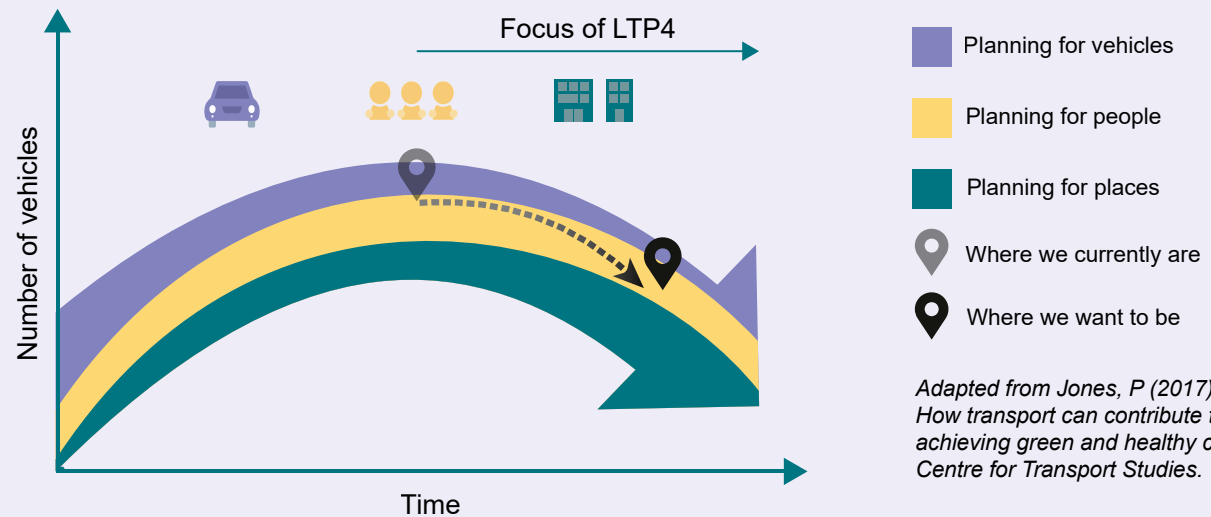 Focus of LTP4
Number of vehicles
Time
Planning for vehicles
Planning for people
Planning for places
Where we currently are
Where we want to be
Adapted from Jones, P (2017)
How transport can contribute
achieving green and healthy
Centre for Transport Studies.